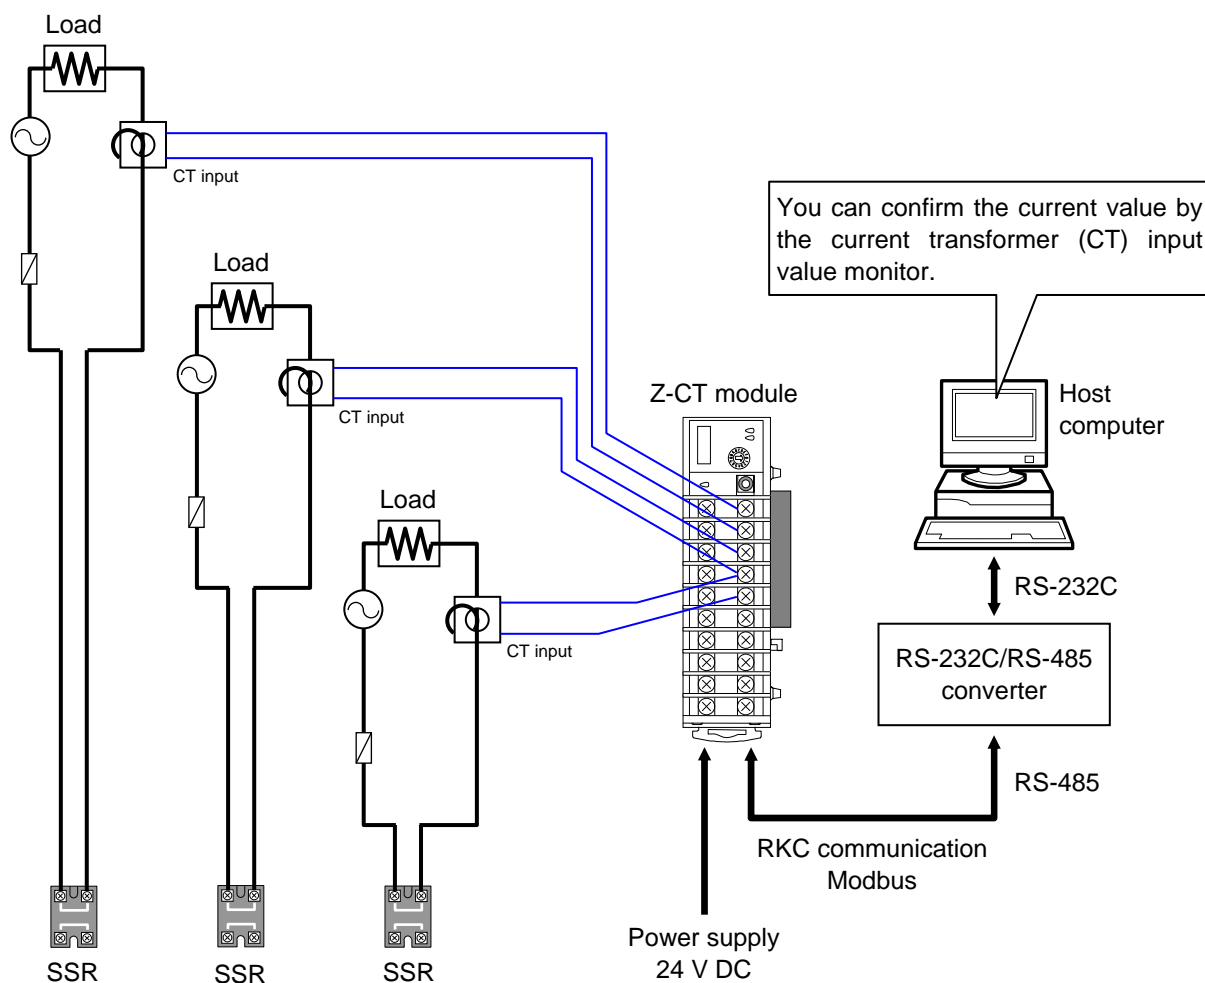 Load
CT input
Load
CT input
Load
CT input
SSR
SSR
SSR
You can confirm the current value by
the current transformer (CT) input
value monitor.
Z-CT module
Host
computer
RS-232C
RS-232C/RS-485
converter
RS-485
RKC communication
Modbus
Power supply
24 V DC